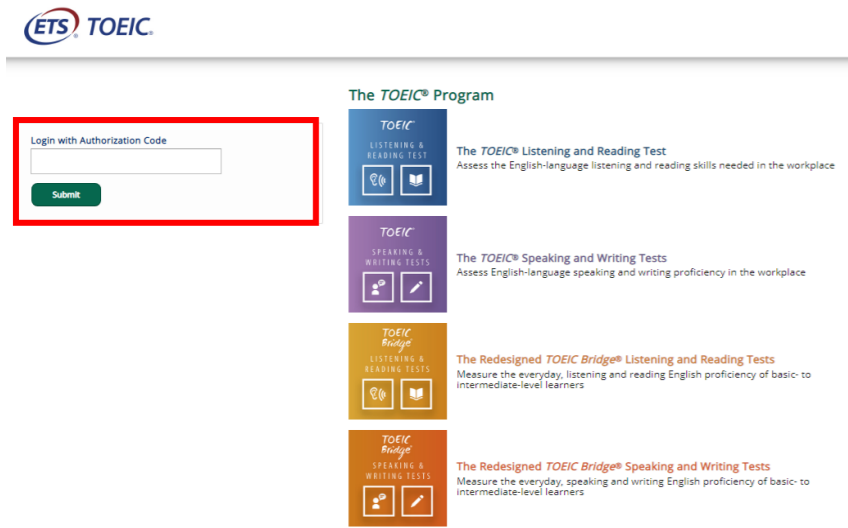 ETS® TOEIC®
Login with Authorization Code
Submit
The TOEIC® Program
TOEIC®
LISTENING &
READING TEST
The TOEIC® Listening and Reading Test
Assess the English-language listening and reading skills needed in the workplace
TOEIC®
SPEAKING &
WRITING TESTS
The TOEIC® Speaking and Writing Tests
Assess English-language speaking and writing proficiency in the workplace
TOEIC
Bridge®
LISTENING &
READING TESTS
The Redesigned TOEIC Bridge® Listening and Reading Tests
Measure the everyday, listening and reading English proficiency of basic- to
intermediate-level learners
TOEIC
Bridge®
SPEAKING &
WRITING TESTS
The Redesigned TOEIC Bridge® Speaking and Writing Tests
Measure the everyday, speaking and writing English proficiency of basic- to
intermediate-level learners